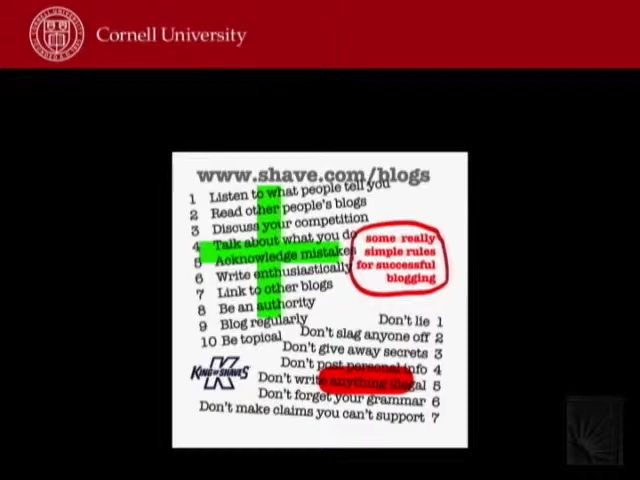 Cornell University
www.shave.com/blogs
1 Listen to what people tell you
2 Read other people's blogs
3 Discuss your competition
4 Talk about what you do
5 Acknowledge mistakes
6 Write enthusiastically
7 Link to other blogs
8 Be an authority
9 Blog regularly
10 Be topical
some really
simple rules
for successful
blogging
Don't lie 1
Don't slag anyone off 2
Don't give away secrets 3
Don't post personal info 4
Don't write anything illegal 5
Don't forget your grammar 6
Don't make claims you can't support 7
KING OF SHAVES